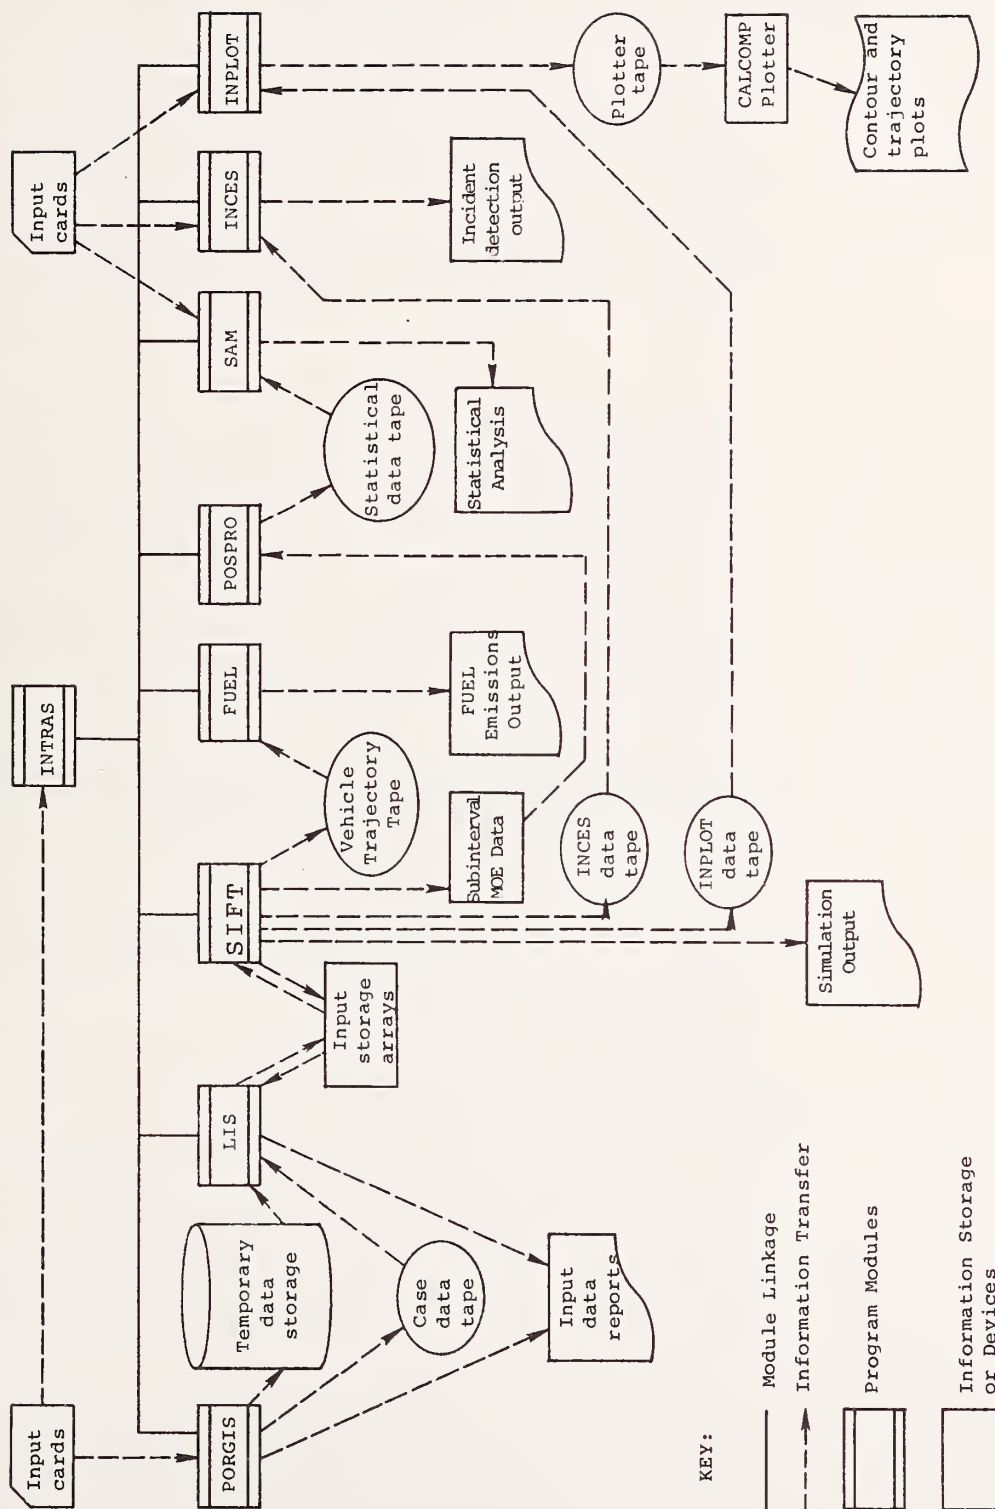 Input
cards
INTRAS
Input
cards
PORGIS
LIS
SIFT
FUEL
POSPRO
SAM
INCES
INPLOT
Temporary
data
storage
Case
data
tape
Input
data
reports
Input
storage
arrays
Vehicle
Trajectory
Tape
Subinterval
MOE Data
FUEL
Emissions
Output
INCES
data
tape
INPLOT
data
tape
Simulation
Output
Statistical
data tape
Statistical
Analysis
Incident
detection
output
Plotter
tape
CALCOMP
Plotter
Contour and
trajectory
plots
KEY:
Module Linkage
Information Transfer
Program Modules
Information Storage
or Devices